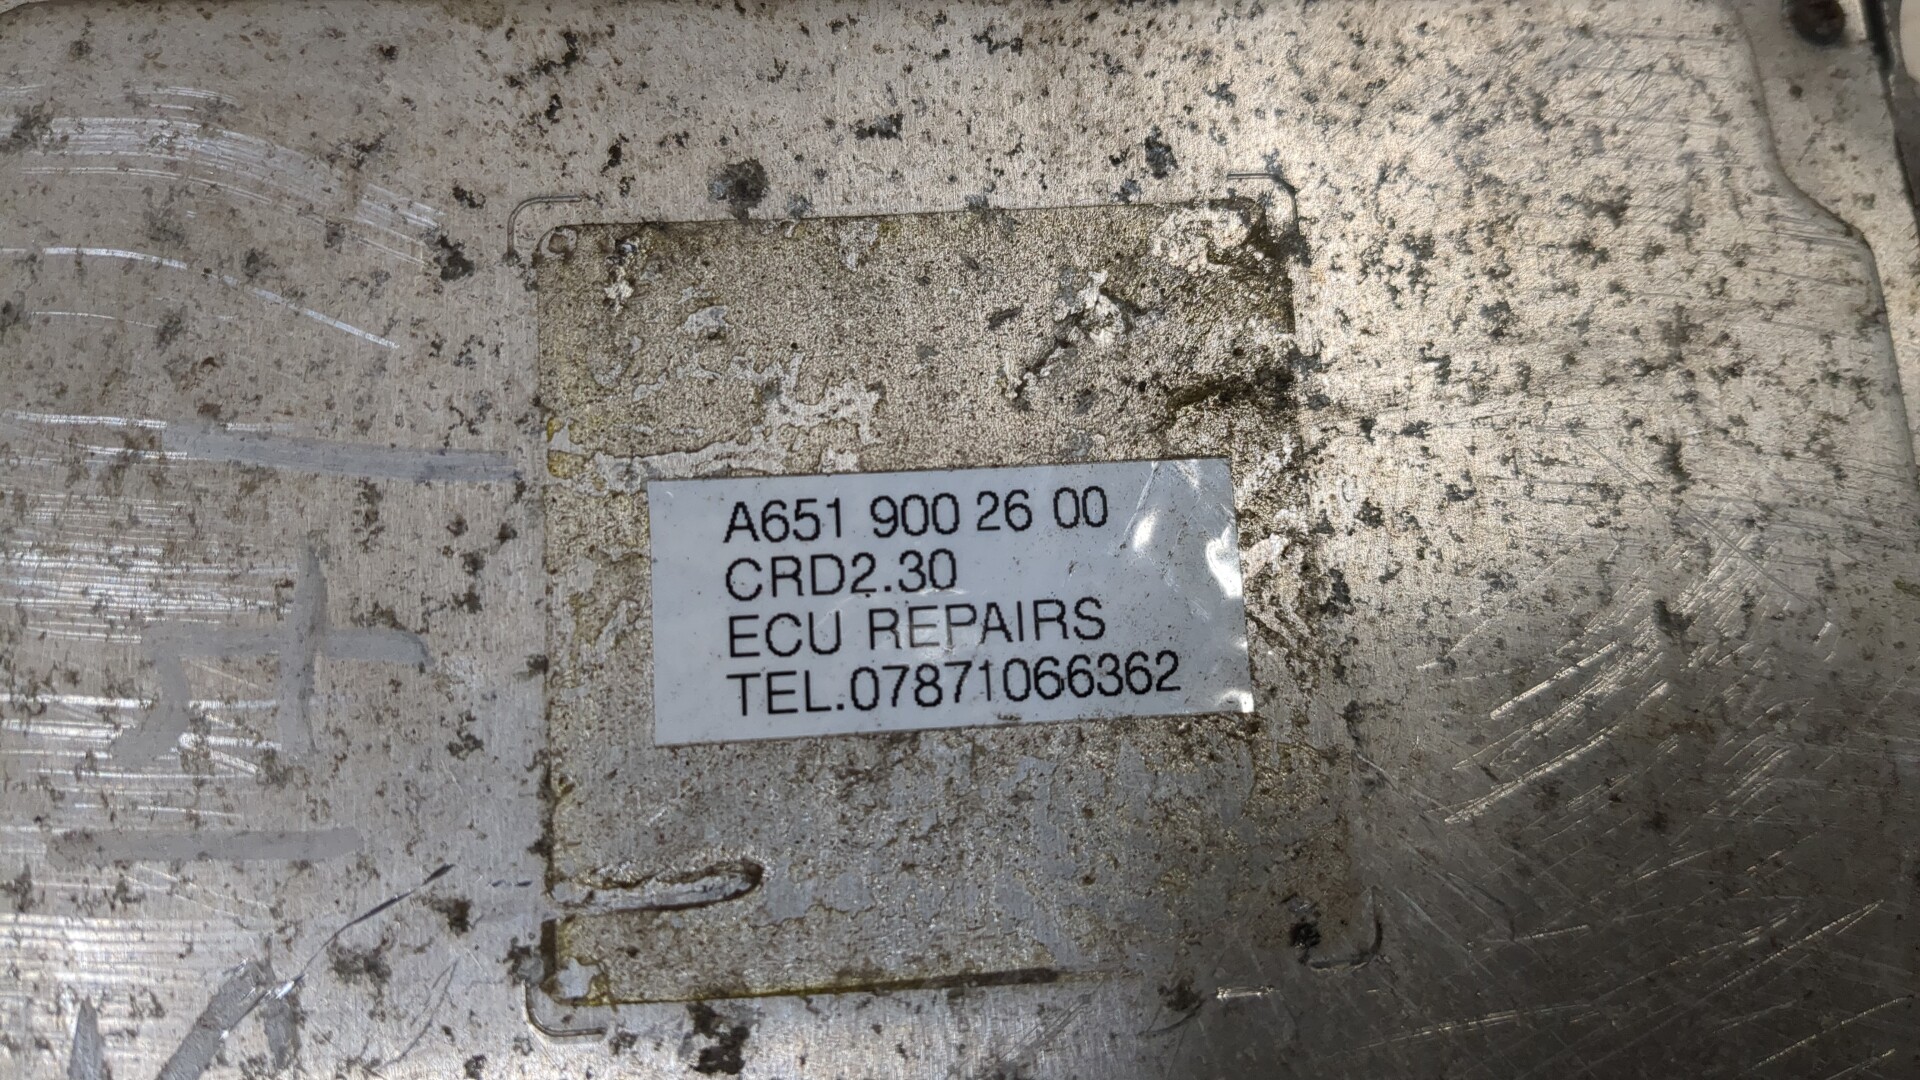 A651 900 26 00
CRD2.30
ECU REPAIRS
TEL.07871066362